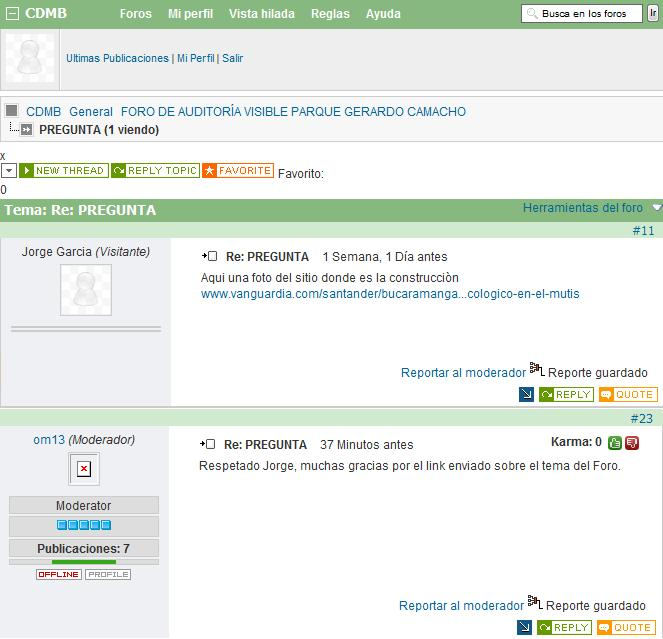 CDMB Foros Mi perfil Vista hilada Reglas Ayuda Busca en los foros Ir
Ultimas Publicaciones | Mi Perfil | Salir
CDMB General FORO DE AUDITORÍA VISIBLE PARQUE GERARDO CAMACHO
PREGUNTA (1 viendo)
x
NEW THREAD REPLY TOPIC FAVORITE Favorito:
0
Tema: Re: PREGUNTA Herramientas del foro
#11
Jorge Garcia (Visitante) Re: PREGUNTA 1 Semana, 1 Día antes
Aqui una foto del sitio donde es la construcciòn
www.vanguardia.com/santander/bucaramanga...cologico-en-el-mutis
Reportar al moderador Reporte guardado
REPLY QUOTE
#23
om13 (Moderador) Re: PREGUNTA 37 Minutos antes Karma: 0
Respetado Jorge, muchas gracias por el link enviado sobre el tema del Foro.
Moderator
Publicaciones: 7
OFFLINE PROFILE
Reportar al moderador Reporte guardado
REPLY QUOTE